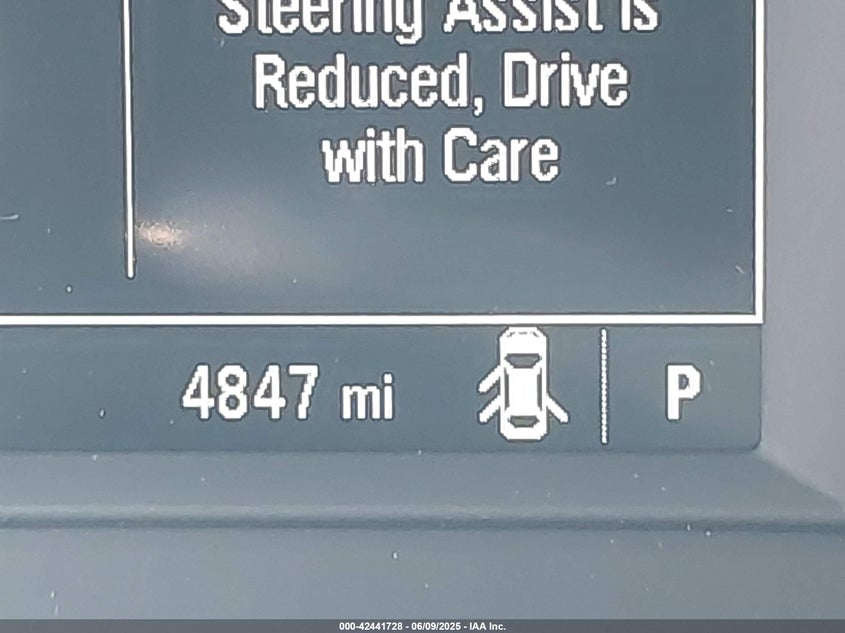 Steering Assist is
Reduced, Drive
with Care
4847 mi
P
000-42441728 - 06/09/2025 - IAA Inc.